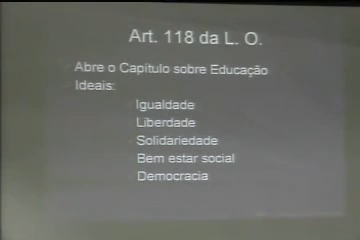 Art. 118 da L. O.
Abre o Capítulo sobre Educação
Ideais:
Igualdade
Liberdade
Solidariedade
Bem estar social
Democracia